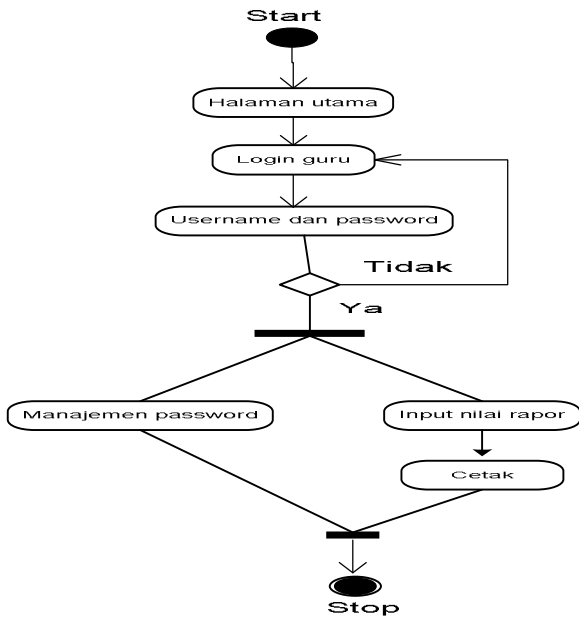 Start
Halaman utama
Login guru
Username dan password
Tidak
Ya
Manajemen password
Input nilai rapor
Cetak
Stop